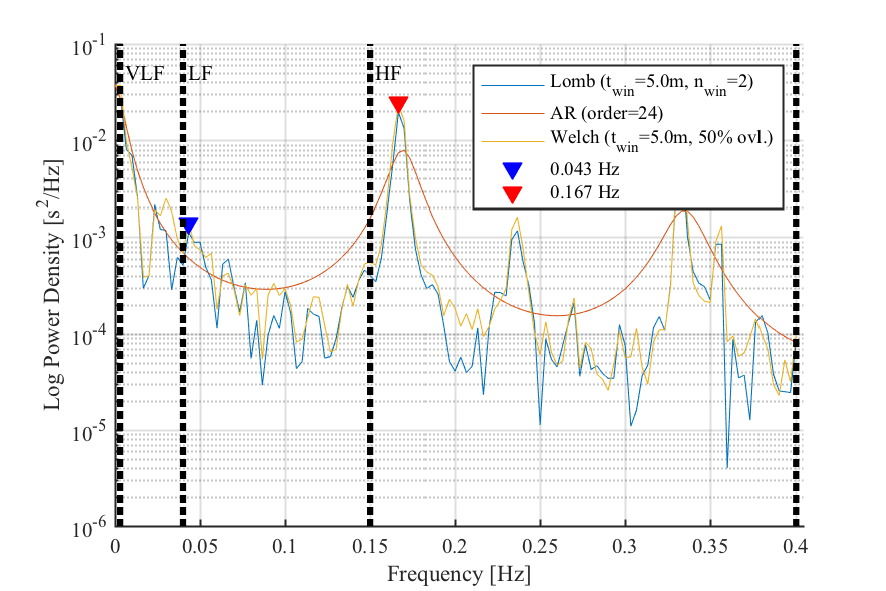 10^-1
10^-2
10^-3
10^-4
10^-5
10^-6
Log Power Density [s^2/Hz]
VLF
LF
HF
Lomb (t_win=5.0m, n_win=2)
AR (order=24)
Welch (t_win=5.0m, 50% ovl.)
0.043 Hz
0.167 Hz
0 0.05 0.1 0.15 0.2 0.25 0.3 0.35 0.4
Frequency [Hz]